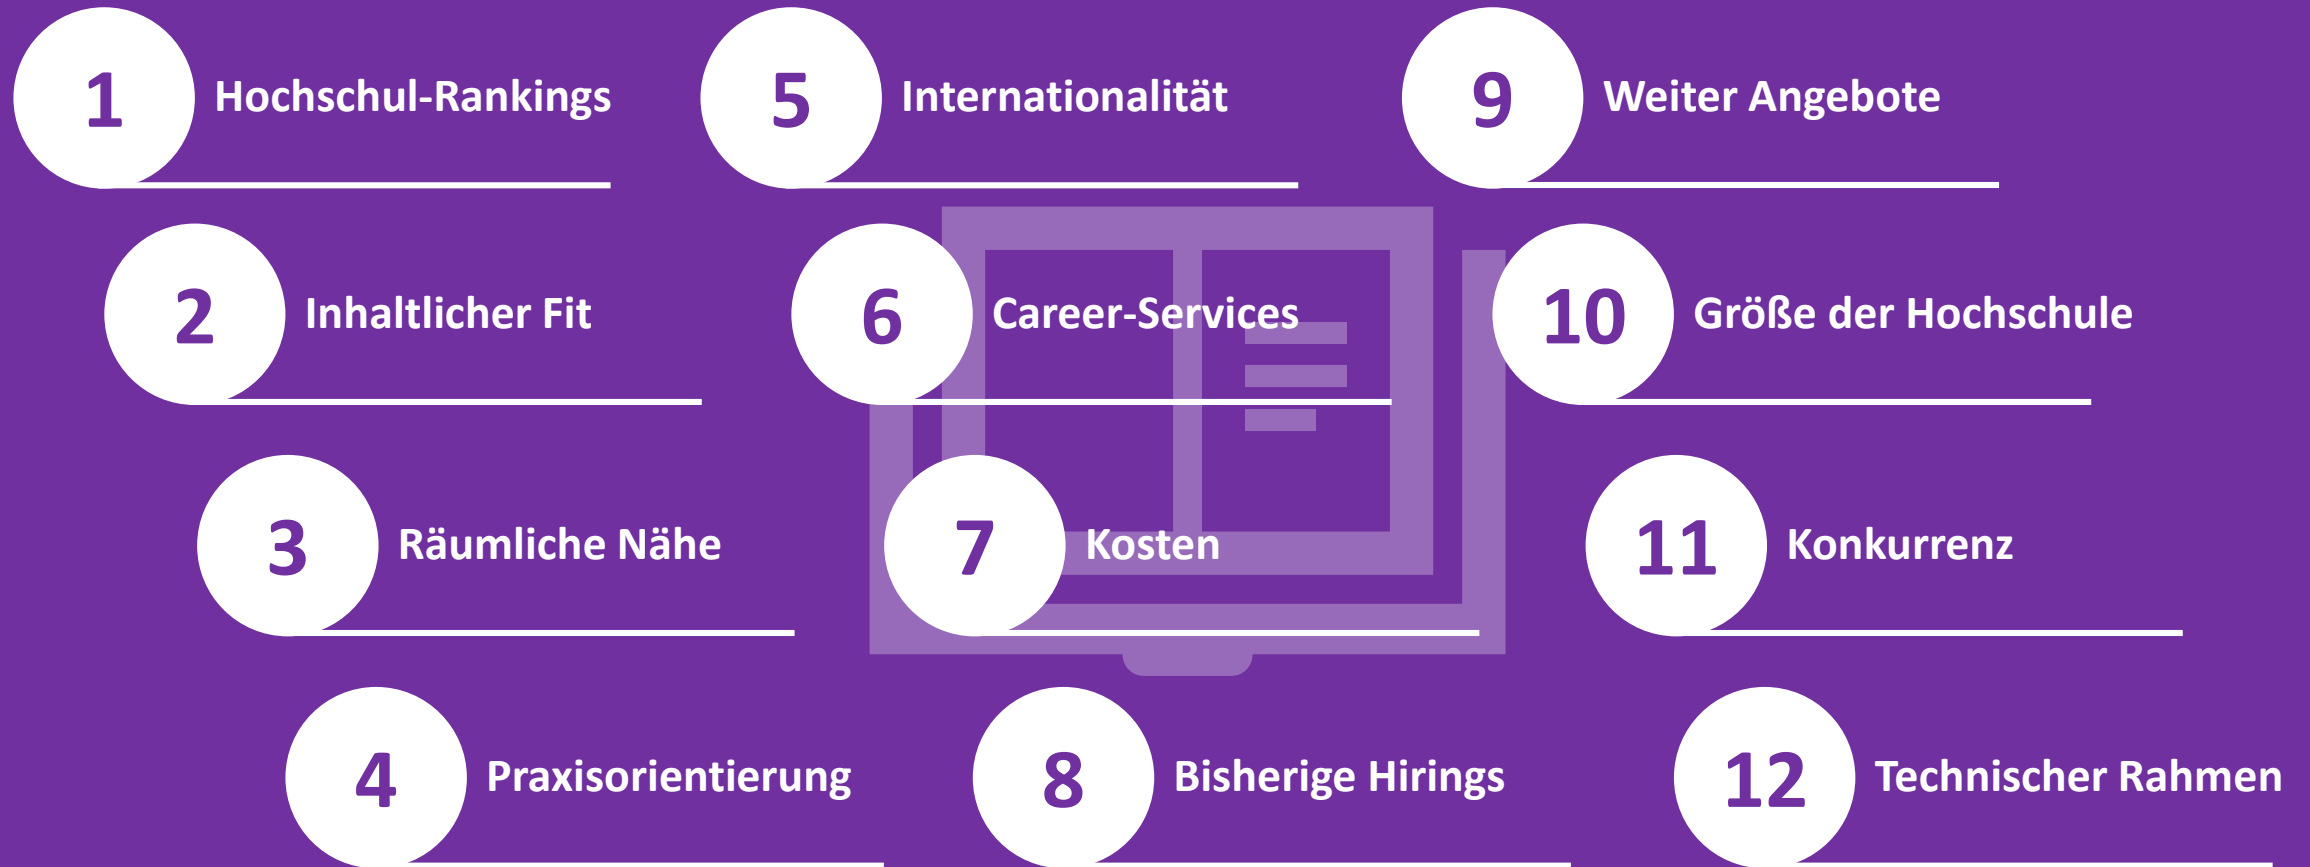 1 Hochschul-Rankings
2 Inhaltlicher Fit
3 Räumliche Nähe
4 Praxisorientierung
5 Internationalität
6 Career-Services
7 Kosten
8 Bisherige Hirings
9 Weiter Angebote
10 Größe der Hochschule
11 Konkurrenz
12 Technischer Rahmen